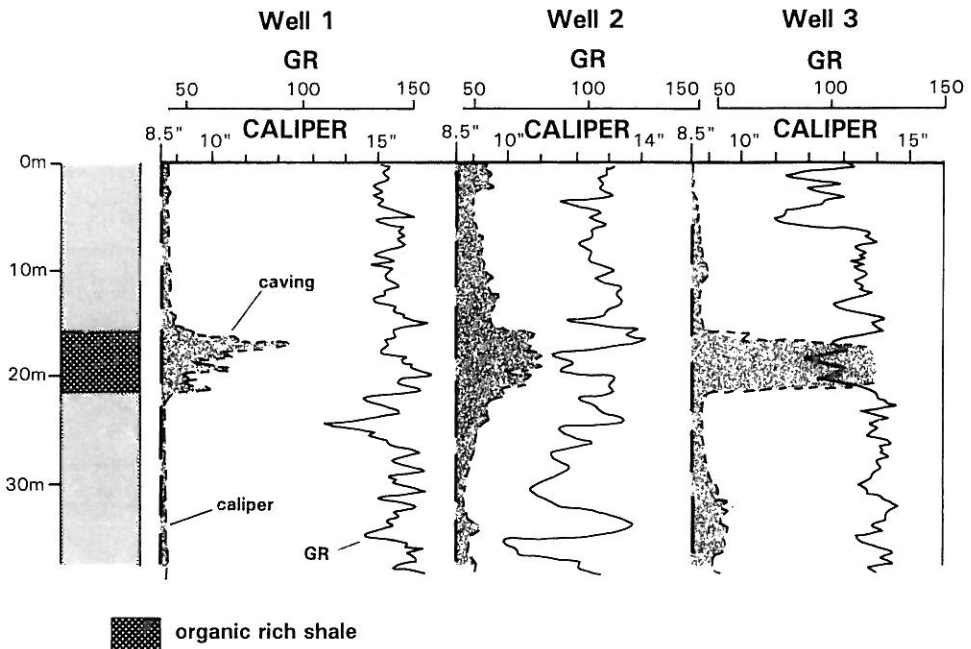 Well 1 Well 2 Well 3
GR GR GR
50 100 150 50 100 150 50 100 150
8.5" 10" CALIPER 15" 8.5" 10" CALIPER 14" 8.5" 10" CALIPER 15"
0m
10m
caving
20m
30m
caliper
GR
organic rich shale